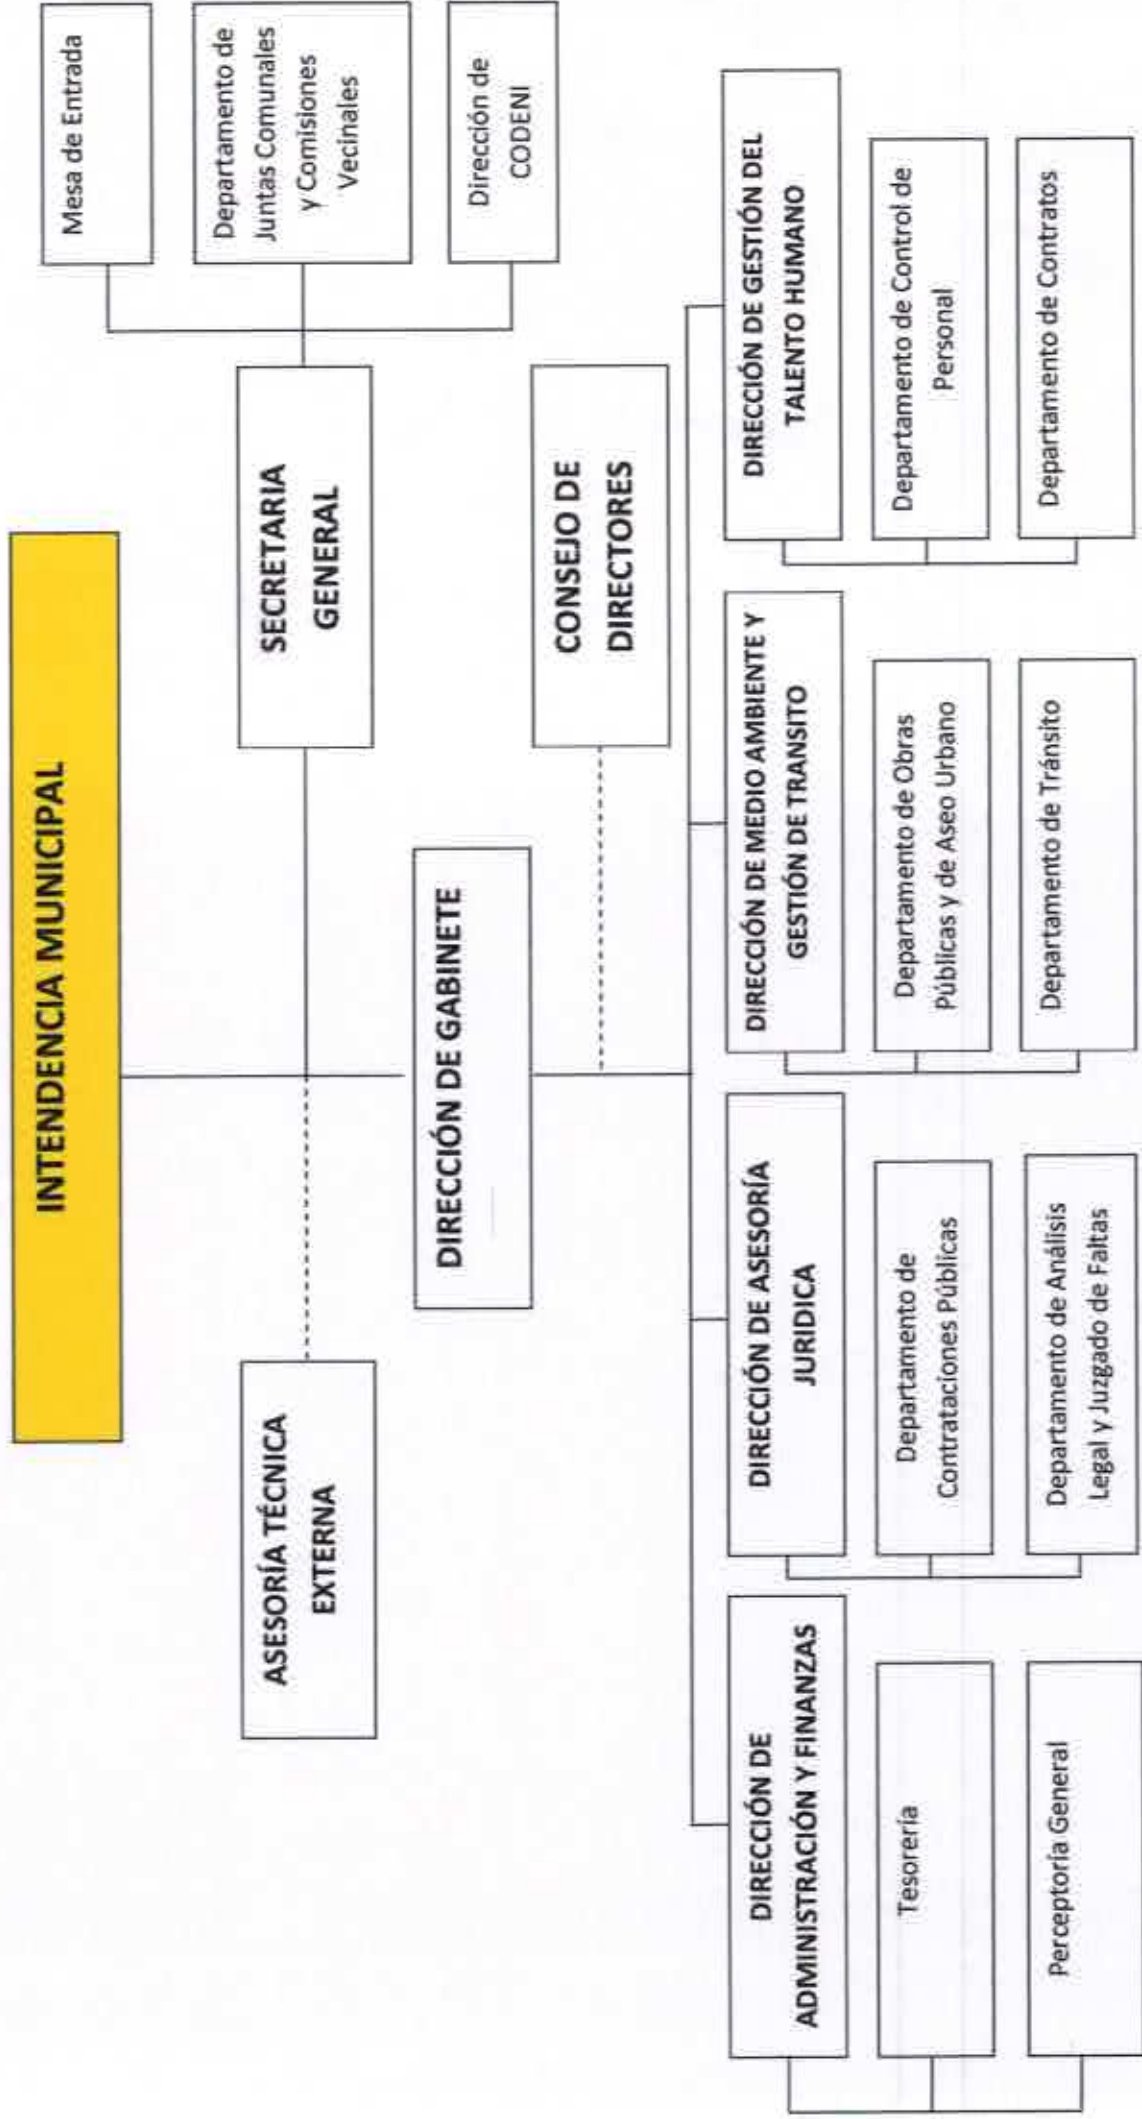 INTENDENCIA MUNICIPAL
Mesa de Entrada
Departamento de
Juntas Comunales
y Comisiones
Vecinales
Dirección de
CODENI
SECRETARIA
GENERAL
ASESORÍA TÉCNICA
EXTERNA
DIRECCIÓN DE GABINETE
CONSEJO DE
DIRECTORES
DIRECCIÓN DE
ADMINISTRACIÓN Y FINANZAS
Tesorería
Perceptoría General
DIRECCIÓN DE ASESORÍA
JURIDICA
Departamento de
Contrataciones Públicas
Departamento de Análisis
Legal y Juzgado de Faltas
DIRECCIÓN DE MEDIO AMBIENTE Y
GESTIÓN DE TRANSITO
Departamento de Obras
Públicas y de Aseo Urbano
Departamento de Tránsito
DIRECCIÓN DE GESTIÓN DEL
TALENTO HUMANO
Departamento de Control de
Personal
Departamento de Contratos